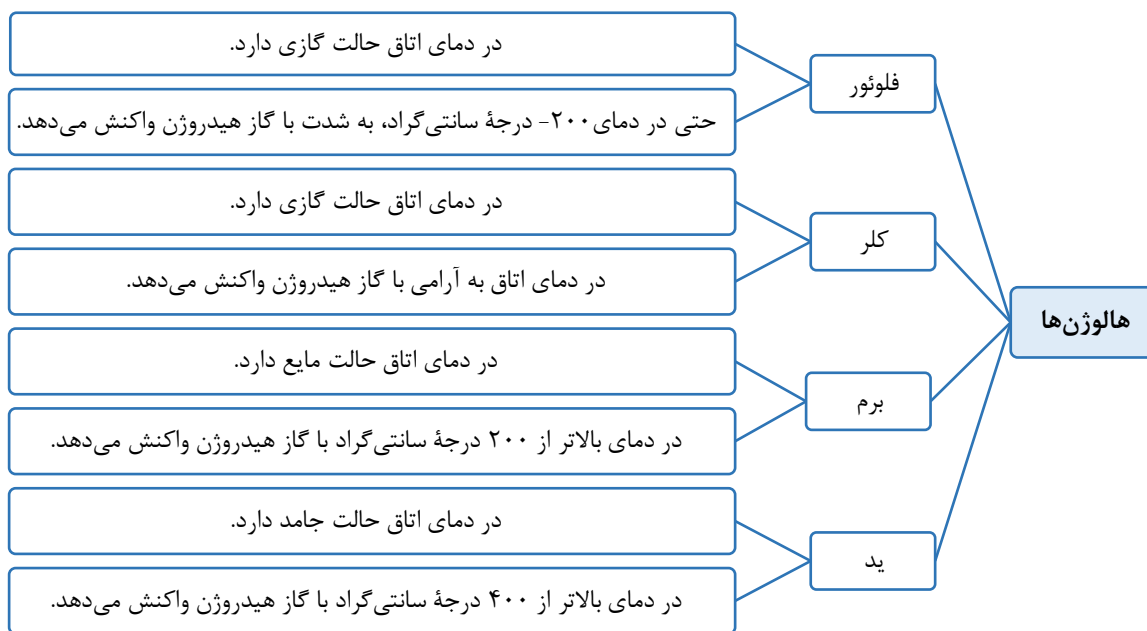 هالوژن‌ها
فلوئور
در دمای اتاق حالت گازی دارد.
حتی در دمای ۲۰۰- درجهٔ سانتی‌گراد، به شدت با گاز هیدروژن واکنش می‌دهد.
کلر
در دمای اتاق حالت گازی دارد.
در دمای اتاق به آرامی با گاز هیدروژن واکنش می‌دهد.
برم
در دمای اتاق حالت مایع دارد.
در دمای بالاتر از ۲۰۰ درجهٔ سانتی‌گراد با گاز هیدروژن واکنش می‌دهد.
ید
در دمای اتاق حالت جامد دارد.
در دمای بالاتر از ۴۰۰ درجهٔ سانتی‌گراد با گاز هیدروژن واکنش می‌دهد.